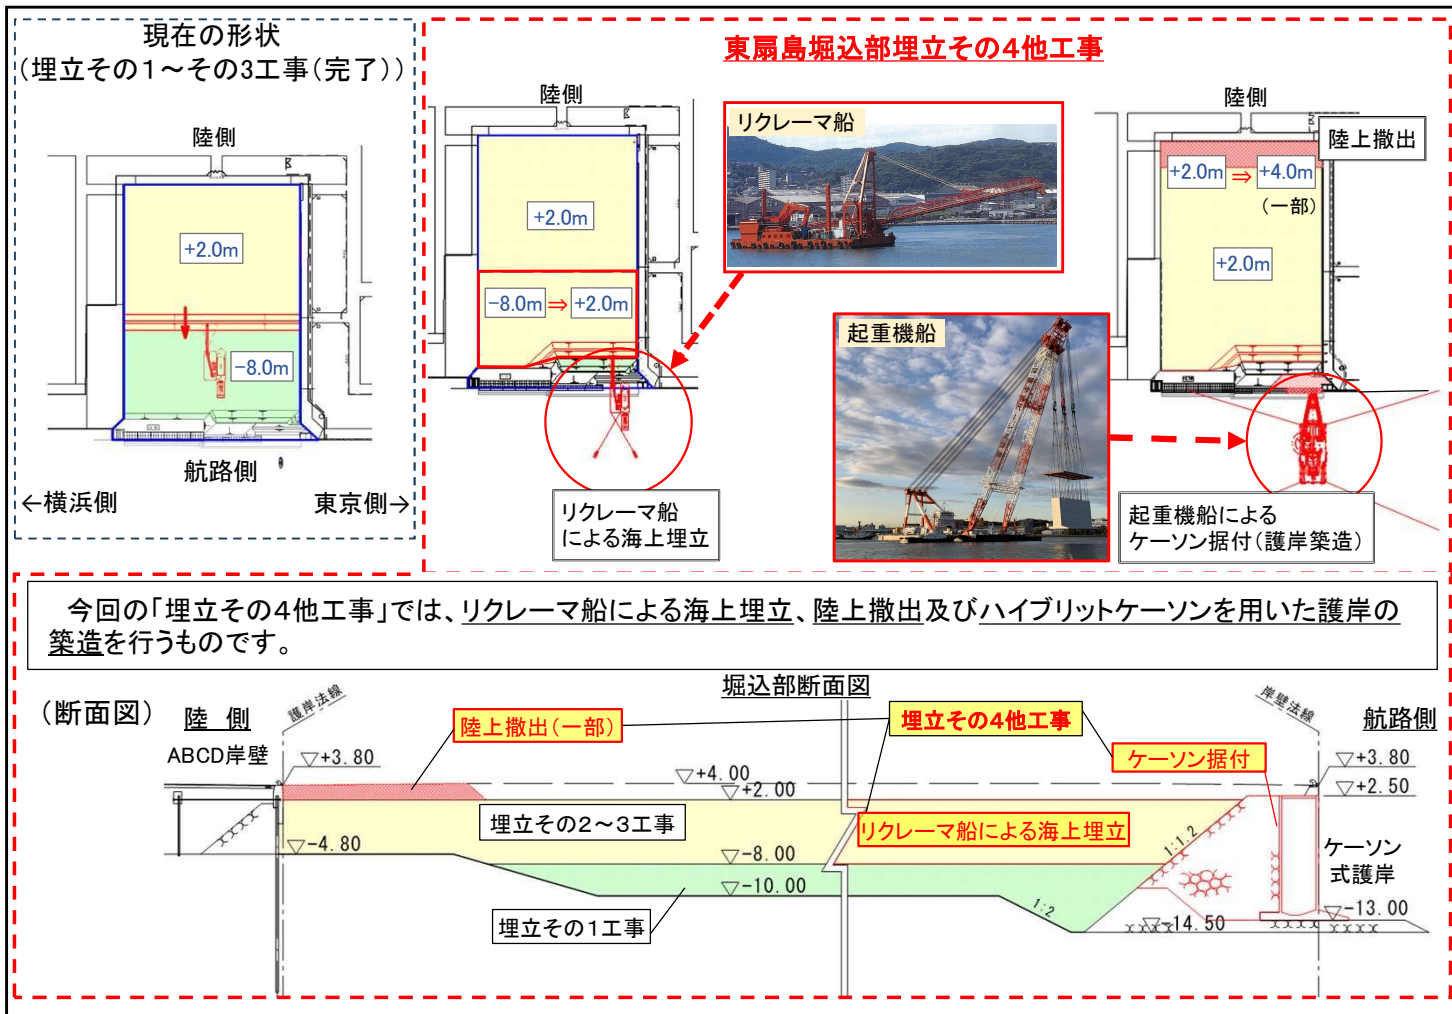 現在の形状
(埋立その1～その3工事(完了))
陸側
+2.0m
-8.0m
航路側
←横浜側
東京側→
東扇島堀込部埋立その4他工事
陸側
+2.0m
-8.0m
⇒
+2.0m
リクレーマ船
リクレーマ船
による海上埋立
起重機船
陸側
陸上撒出
+2.0m
⇒
+4.0m
(一部)
+2.0m
起重機船による
ケーソン据付(護岸築造)
今回の「埋立その4他工事」では、リクレーマ船による海上埋立、陸上撒出及びハイブリットケーソンを用いた護岸の
築造を行うものです。
堀込部断面図
(断面図)
陸 側
ABCD岸壁
護岸法線
▽+3.80
陸上撒出(一部)
埋立その4他工事
ケーソン据付
岸壁法線
航路側
▽+3.80
▽+2.50
▽+4.00
▽+2.00
埋立その2～3工事
リクレーマ船による海上埋立
1:1.2
ケーソン
式護岸
▽-4.80
▽-8.00
▽-10.00
埋立その1工事
1:2
▽-14.50
▽-13.00